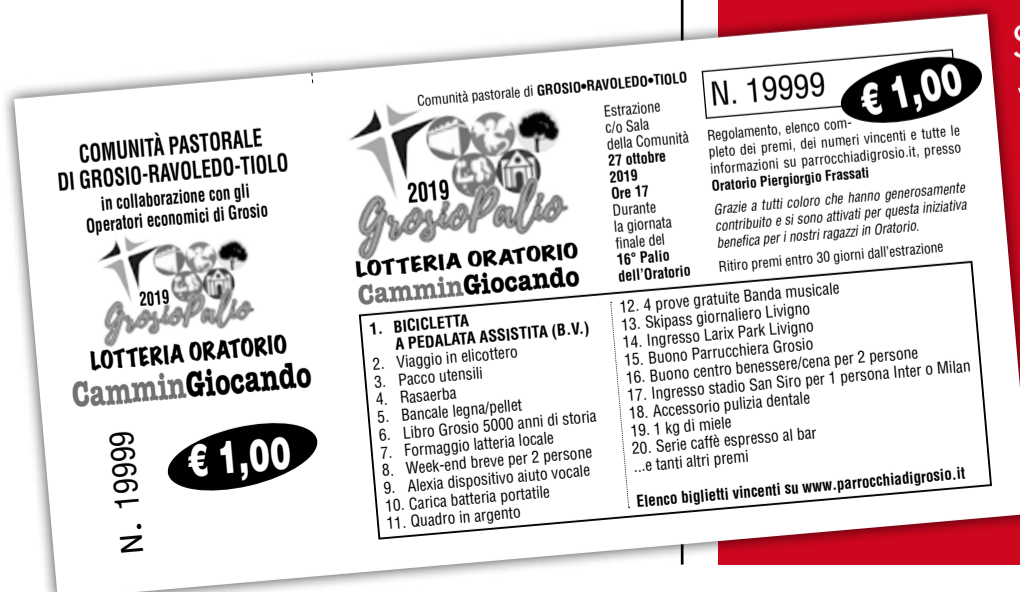 COMUNITÀ PASTORALE
DI GROSIO-RAVOLEDO-TIOLO
in collaborazione con gli
Operatori economici di Grosio
2019
GrosioPalio
LOTTERIA ORATORIO
CamminGiocando
N. 19999
€ 1,00
Comunità pastorale di GROSIO•RAVOLEDO•TIOLO
2019
GrosioPalio
LOTTERIA ORATORIO
CamminGiocando
Estrazione
c/o Sala
della Comunità
27 ottobre
2019
Ore 17
Durante
la giornata
finale del
16° Palio
dell'Oratorio
N. 19999
€ 1,00
Regolamento, elenco com-
pleto dei premi, dei numeri vincenti e tutte le
informazioni su parrocchiadigrosio.it, presso
Oratorio Piergiorgio Frassati
Grazie a tutti coloro che hanno generosamente
contribuito e si sono attivati per questa iniziativa
benefica per i nostri ragazzi in Oratorio.
Ritiro premi entro 30 giorni dall'estrazione
1. BICICLETTA
A PEDALATA ASSISTITA (B.V.)
2. Viaggio in elicottero
3. Pacco utensili
4. Rasaerba
5. Bancale legna/pellet
6. Libro Grosio 5000 anni di storia
7. Formaggio latteria locale
8. Week-end breve per 2 persone
9. Alexia dispositivo aiuto vocale
10. Carica batteria portatile
11. Quadro in argento
12. 4 prove gratuite Banda musicale
13. Skipass giornaliero Livigno
14. Ingresso Larix Park Livigno
15. Buono Parrucchiera Grosio
16. Buono centro benessere/cena per 2 persone
17. Ingresso stadio San Siro per 1 persona Inter o Milan
18. Accessorio pulizia dentale
19. 1 kg di miele
20. Serie caffè espresso al bar
...e tanti altri premi
Elenco biglietti vincenti su www.parrocchiadigrosio.it